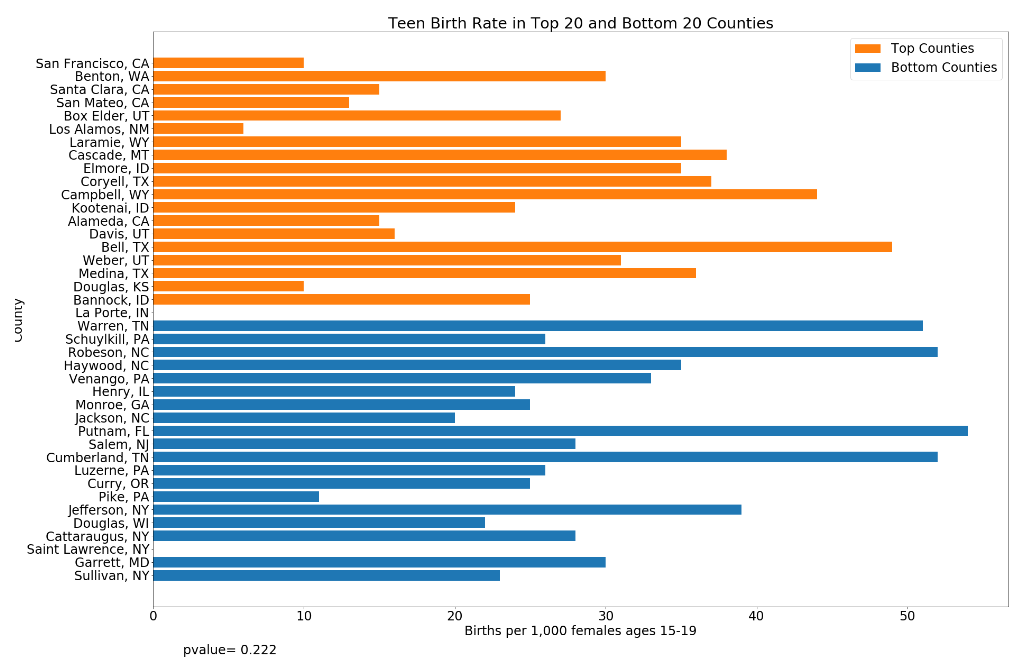 Teen Birth Rate in Top 20 and Bottom 20 Counties
Top Counties
Bottom Counties
San Francisco, CA
Benton, WA
Santa Clara, CA
San Mateo, CA
Box Elder, UT
Los Alamos, NM
Laramie, WY
Cascade, MT
Elmore, ID
Coryell, TX
Campbell, WY
Kootenai, ID
Alameda, CA
Davis, UT
Bell, TX
Weber, UT
Medina, TX
Douglas, KS
Bannock, ID
La Porte, IN
Warren, TN
Schuylkill, PA
Robeson, NC
Haywood, NC
Venango, PA
Henry, IL
Monroe, GA
Jackson, NC
Putnam, FL
Salem, NJ
Cumberland, TN
Luzerne, PA
Curry, OR
Pike, PA
Jefferson, NY
Douglas, WI
Cattaraugus, NY
Saint Lawrence, NY
Garrett, MD
Sullivan, NY
County
0 10 20 30 40 50
Births per 1,000 females ages 15-19
pvalue= 0.222